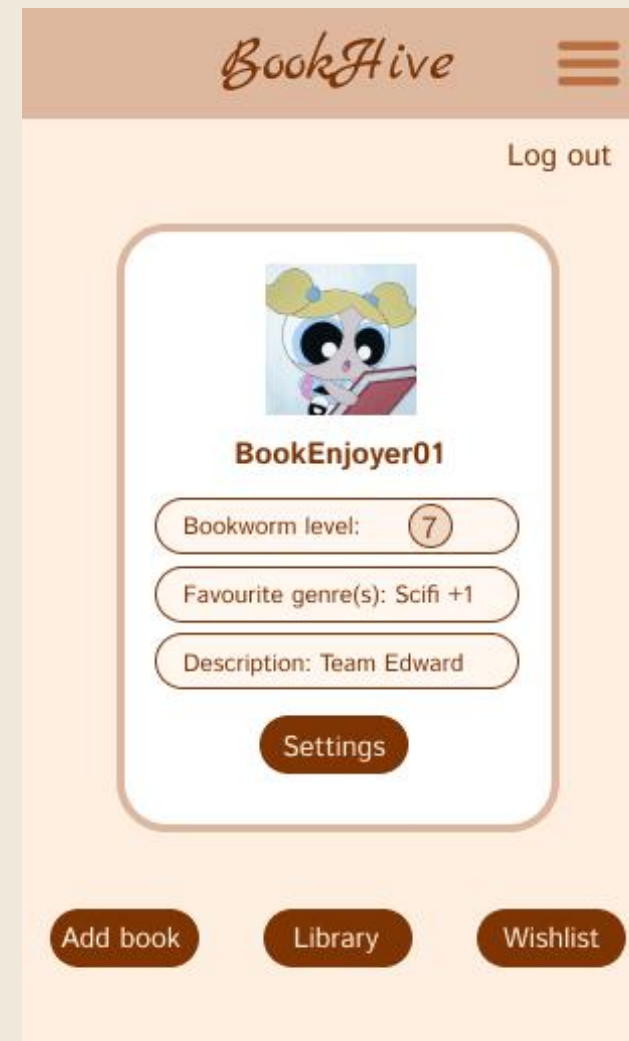 BookHive
Log out
BookEnjoyer01
Bookworm level: 7
Favourite genre(s): Scifi +1
Description: Team Edward
Settings
Add book Library Wishlist